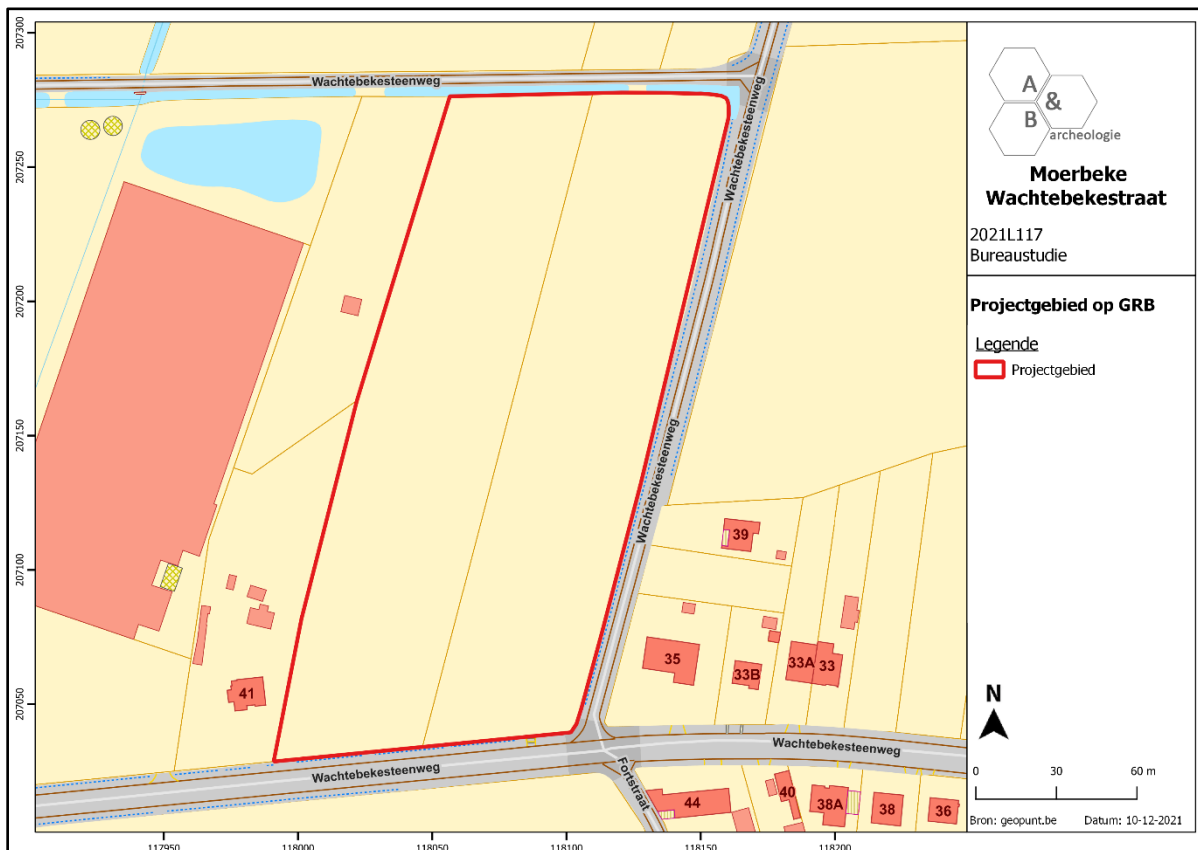 207300
207250
207200
207150
207100
207050
117950
118000
118050
118100
118150
118200
Wachtebekesteenweg
Wachtebekesteenweg
Wachtebekesteenweg
Wachtebekesteenweg
Wachtebekesteenweg
Fortstraat
39
35
33B
33A
33
41
44
40
38A
38
36
A
&
B
archeologie
Moerbeke
Wachtebekestraat
2021L117
Bureaustudie
Projectgebied op GRB
Legende
Projectgebied
N
0 30 60 m
Bron: geopunt.be Datum: 10-12-2021